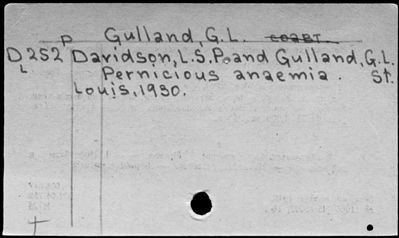 P Gulland, G.L.
D252 Davidson, L.S.P. and Gulland, G.L.
L Pernicious anaemia. St.
Louis, 1930.